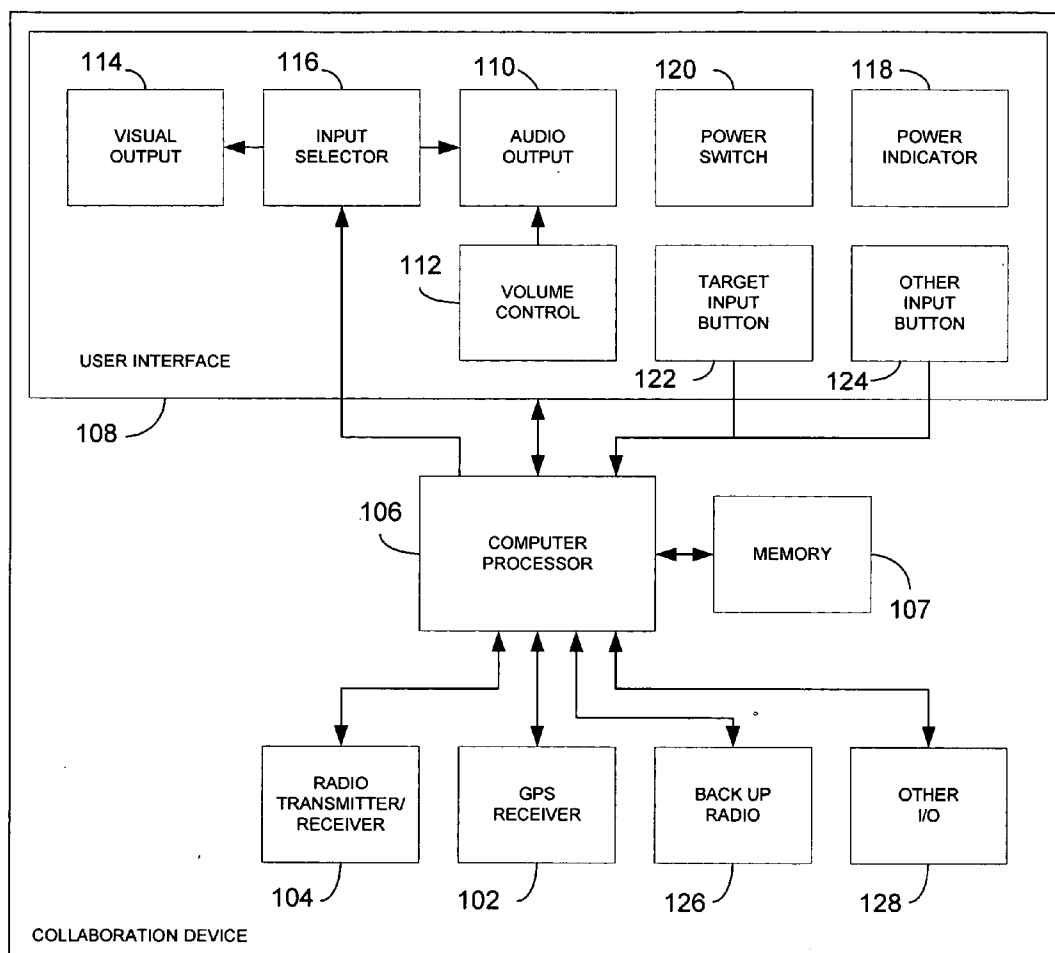 114
116
110
120
118
VISUAL
OUTPUT
INPUT
SELECTOR
AUDIO
OUTPUT
POWER
SWITCH
POWER
INDICATOR
112
VOLUME
CONTROL
TARGET
INPUT
BUTTON
OTHER
INPUT
BUTTON
USER INTERFACE
122
124
108
106
COMPUTER
PROCESSOR
MEMORY
107
RADIO
TRANSMITTER/
RECEIVER
GPS
RECEIVER
BACK UP
RADIO
OTHER
I/O
104
102
126
128
COLLABORATION DEVICE